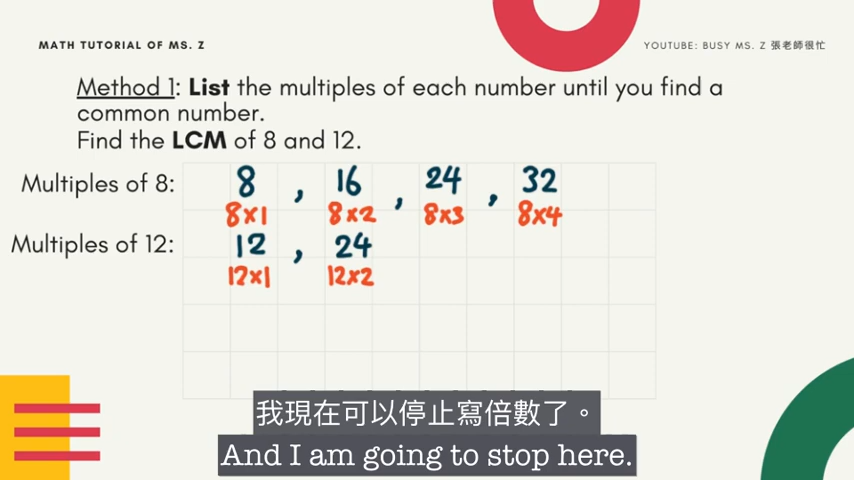 MATH TUTORIAL OF MS. Z
YOUTUBE: BUSY MS. Z 張老師很忙
Method 1: List the multiples of each number until you find a
common number.
Find the LCM of 8 and 12.
Multiples of 8: 8 , 16 , 24 , 32
8x1 8x2 8x3 8x4
Multiples of 12: 12 , 24
12x1 12x2
我現在可以停止寫倍數了。
And I am going to stop here.